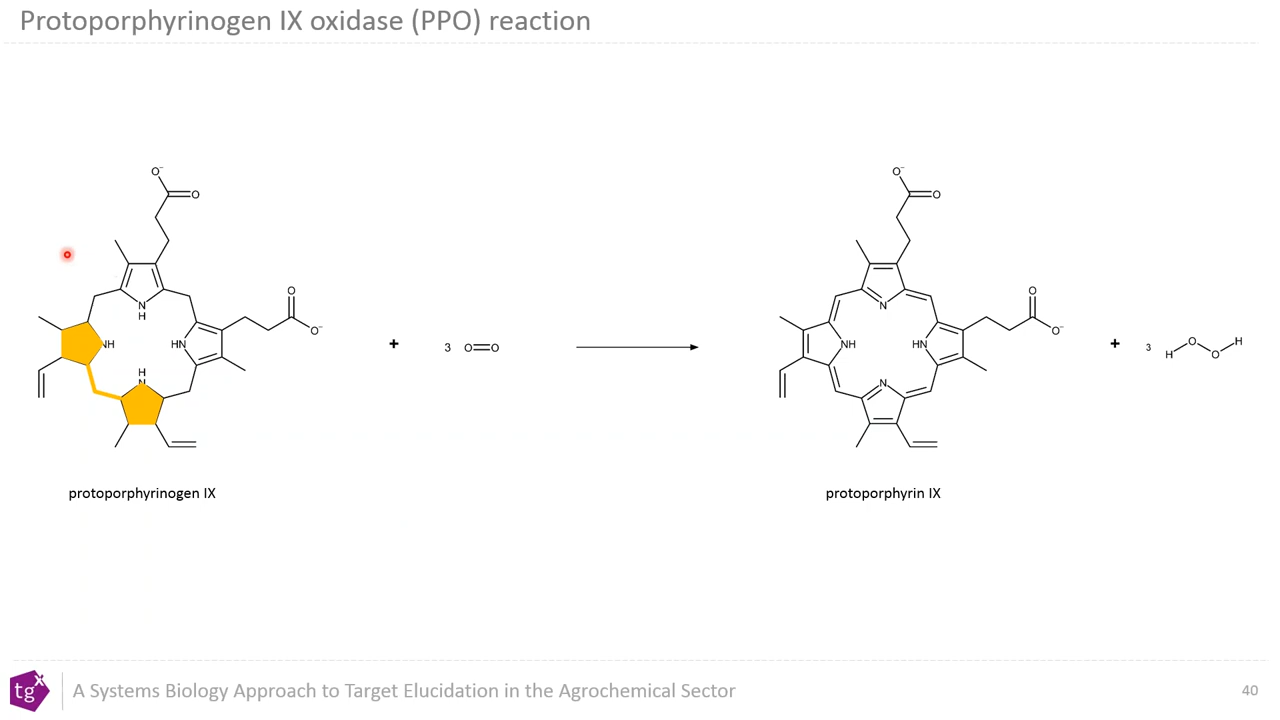 Protoporphyrinogen IX oxidase (PPO) reaction
O⁻
O
N
H
NH
HN
H
N
O
O⁻
+
3 O O
O⁻
O
N
NH
HN
N
O
O⁻
+
3 H O O H
protoporphyrinogen IX
protoporphyrin IX
tgx
A Systems Biology Approach to Target Elucidation in the Agrochemical Sector
40